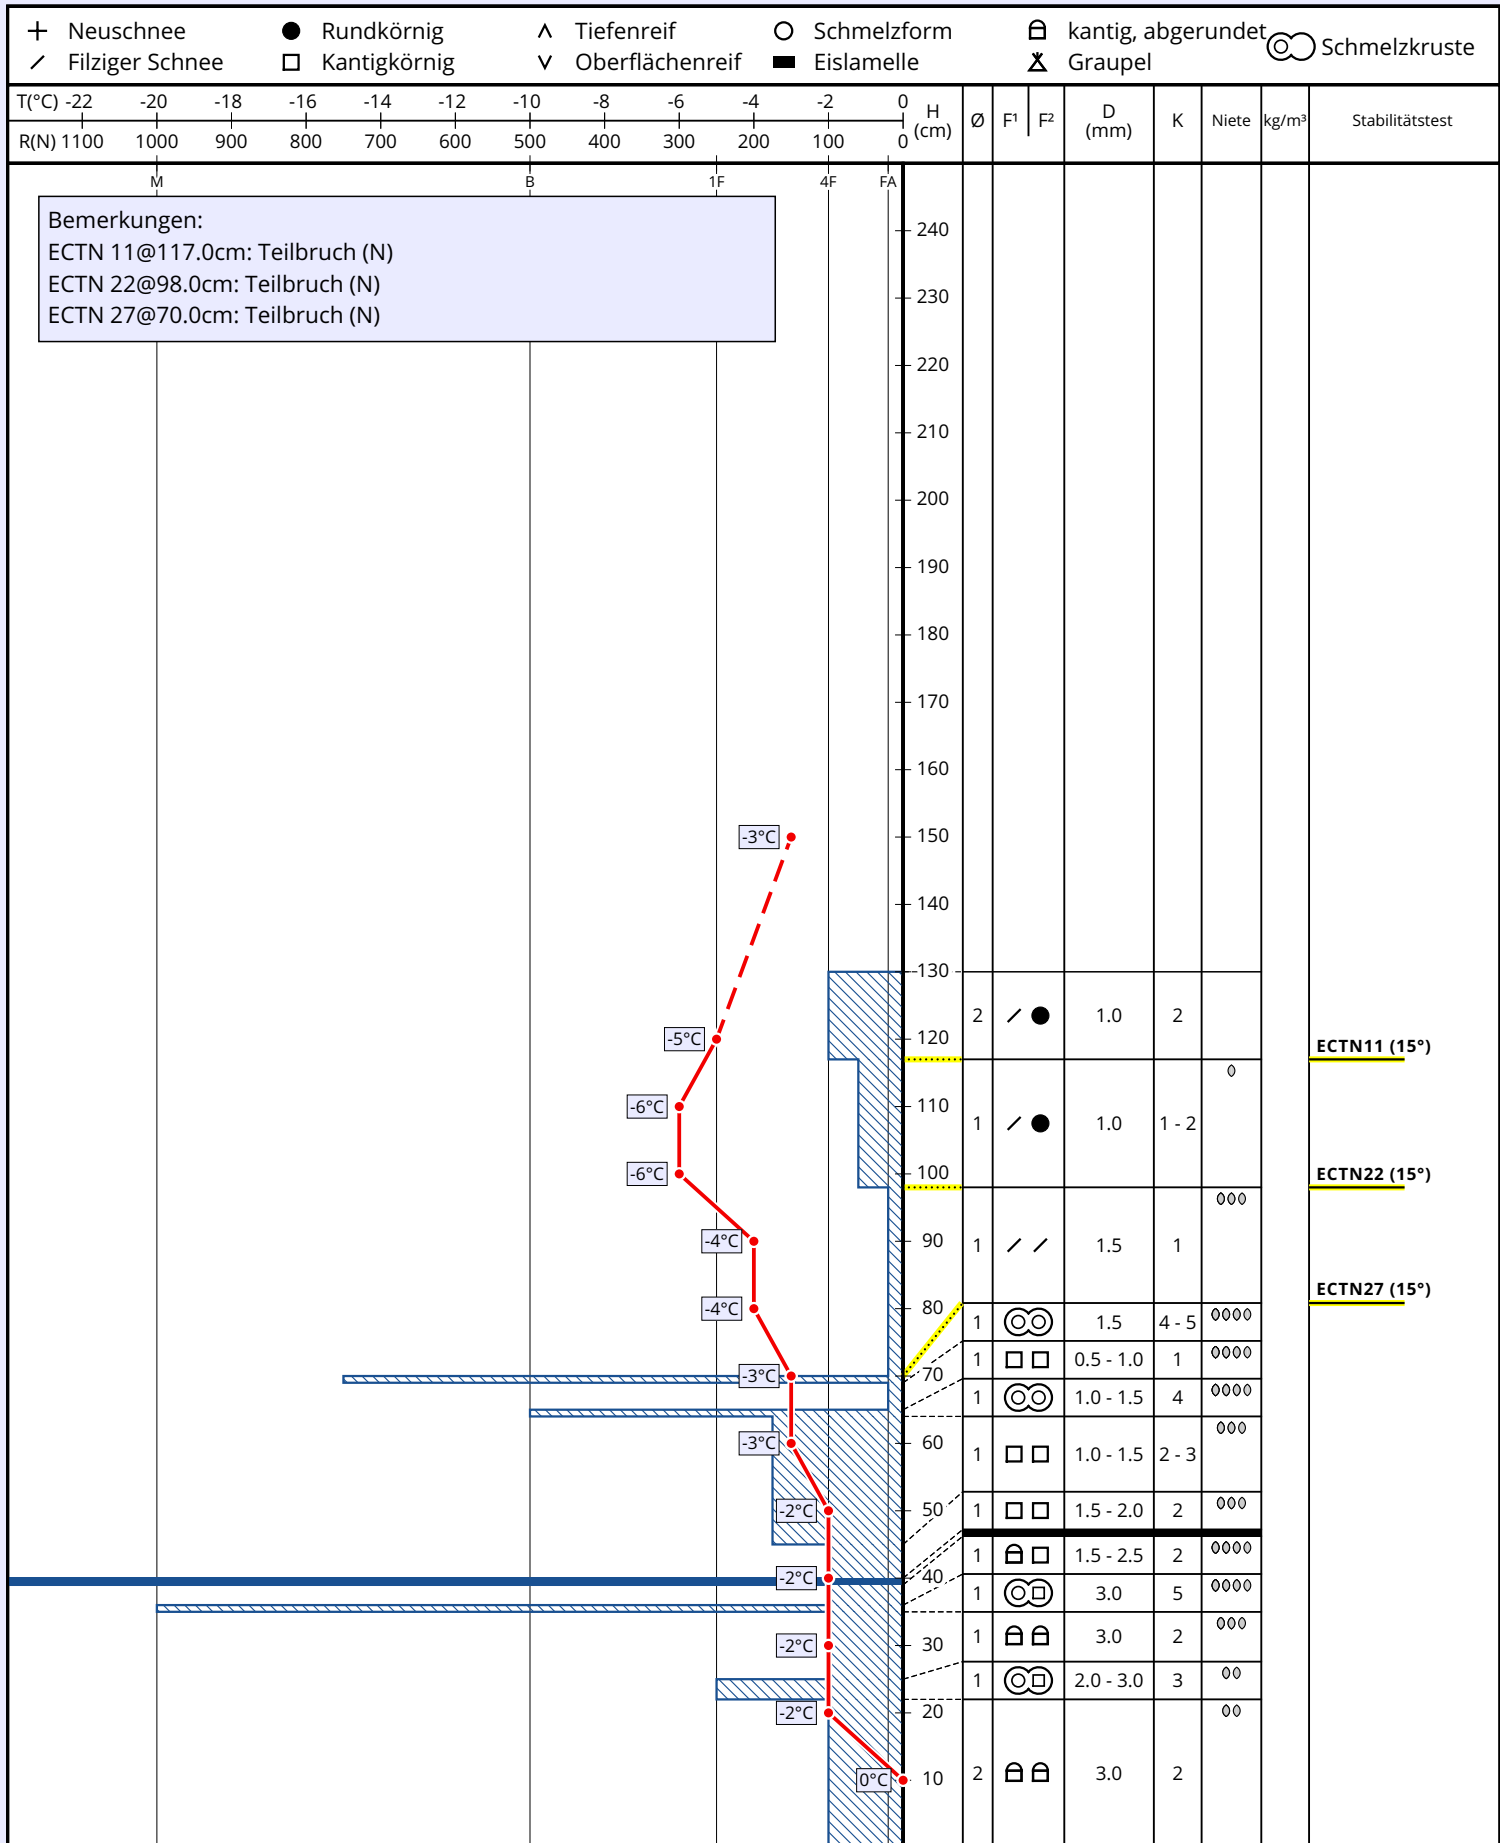 Neuschnee Rundkörnig Tiefenreif Schmelzform kantig, abgerundet Schmelzkruste
Filziger Schnee Kantigkörnig Oberflächenreif Eislamelle Graupel
T(°C) -22 -20 -18 -16 -14 -12 -10 -8 -6 -4 -2 0
R(N) 1100 1000 900 800 700 600 500 400 300 200 100 0
H (cm) Ø F¹ F² D (mm) K Niete kg/m³ Stabilitätstest
M B 1F 4F FA
Bemerkungen:
ECTN 11@117.0cm: Teilbruch (N)
ECTN 22@98.0cm: Teilbruch (N)
ECTN 27@70.0cm: Teilbruch (N)
240
230
220
210
200
190
180
170
160
-3°C 150
140
130
2 1.0 2
-5°C 120
ECTN11 (15°)
-6°C 110
1 1.0 1 - 2
-6°C 100
ECTN22 (15°)
-4°C 90
1 1.5 1
ECTN27 (15°)
-4°C 80
1 1.5 4 - 5
1 0.5 - 1.0 1
-3°C 70
1 1.0 - 1.5 4
-3°C 60
1 1.0 - 1.5 2 - 3
-2°C 50
1 1.5 - 2.0 2
1 1.5 - 2.5 2
-2°C 40
1 3.0 5
1 3.0 2
-2°C 30
1 2.0 - 3.0 3
-2°C 20
2 3.0 2
0°C 10